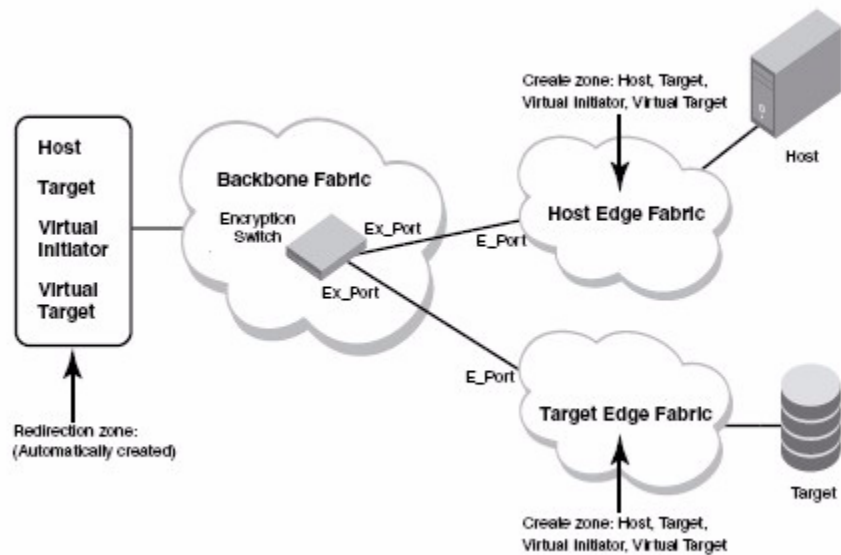 Host
Target
Virtual
Initiator
Virtual
Target
Redirection zone:
(Automatically created)
Backbone Fabric
Encryption
Switch
Ex_Port
Ex_Port
E_Port
E_Port
Create zone: Host, Target,
Virtual Initiator, Virtual Target
Host Edge Fabric
Host
Target Edge Fabric
Target
Create zone: Host, Target,
Virtual Initiator, Virtual Target